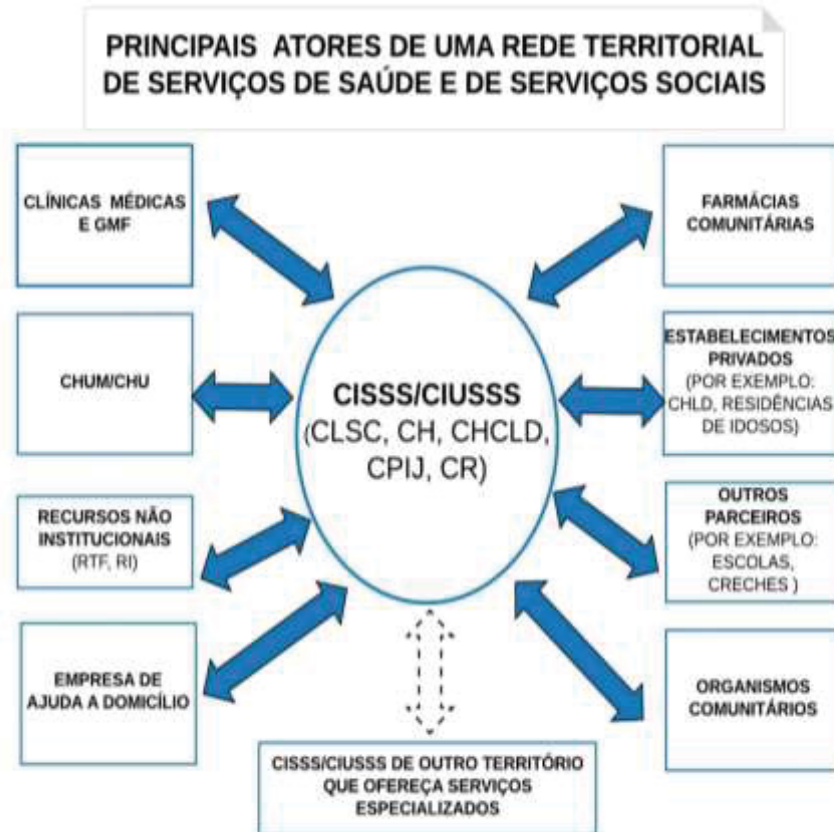 PRINCIPAIS ATORES DE UMA REDE TERRITORIAL
DE SERVIÇOS DE SAÚDE E DE SERVIÇOS SOCIAIS
CLÍNICAS MÉDICAS
E GMF
FARMÁCIAS
COMUNITÁRIAS
CHUM/CHU
CISSS/CIUSSS
(CLSC, CH, CHCLD,
CPIJ, CR)
ESTABELECIMENTOS
PRIVADOS
(POR EXEMPLO:
CHLD, RESIDÊNCIAS
DE IDOSOS)
RECURSOS NÃO
INSTITUCIONAIS
(RTF, RI)
OUTROS
PARCEIROS
(POR EXEMPLO:
ESCOLAS,
CRECHES )
EMPRESA DE
AJUDA A DOMICÍLIO
ORGANISMOS
COMUNITÁRIOS
CISSS/CIUSSS DE OUTRO TERRITÓRIO
QUE OFEREÇA SERVIÇOS
ESPECIALIZADOS